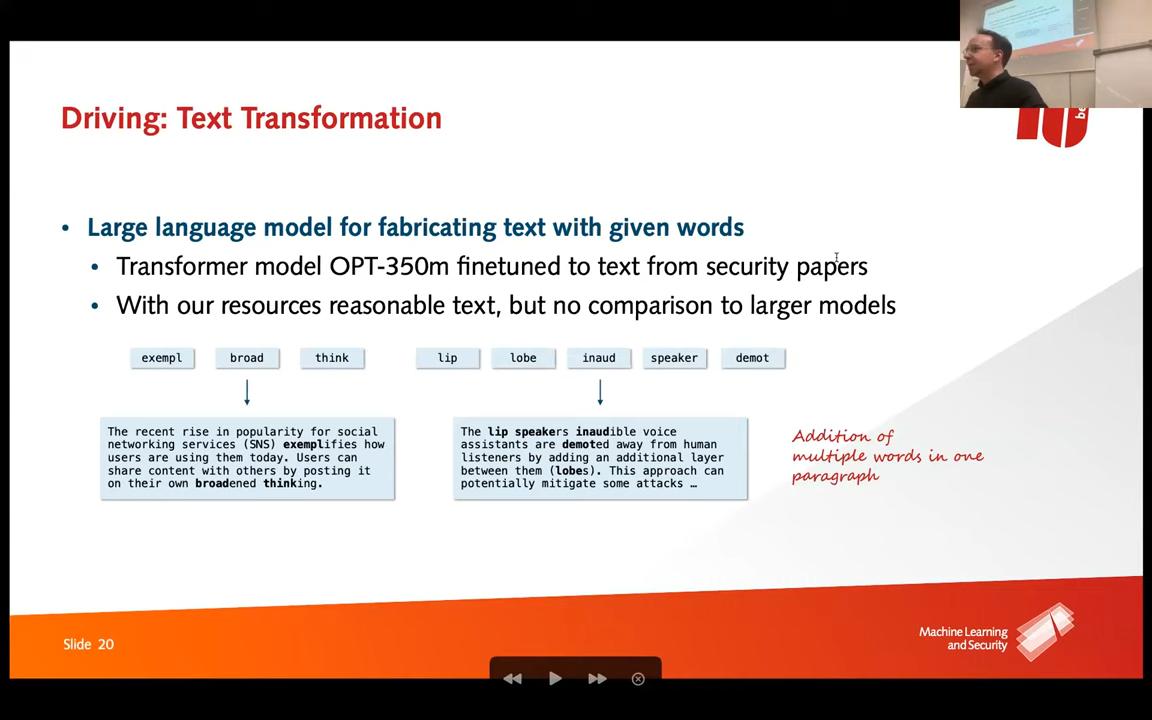 Driving: Text Transformation
be
• Large language model for fabricating text with given words
• Transformer model OPT-350m finetuned to text from security papers
• With our resources reasonable text, but no comparison to larger models
exempl broad think lip lobe inaud speaker demot
The recent rise in popularity for social
networking services (SNS) exemplifies how
users are using them today. Users can
share content with others by posting it
on their own broadened thinking.
The lip speakers inaudible voice
assistants are demoted away from human
listeners by adding an additional layer
between them (lobes). This approach can
potentially mitigate some attacks …
Addition of
multiple words in one
paragraph
Slide 20
Machine Learning
and Security